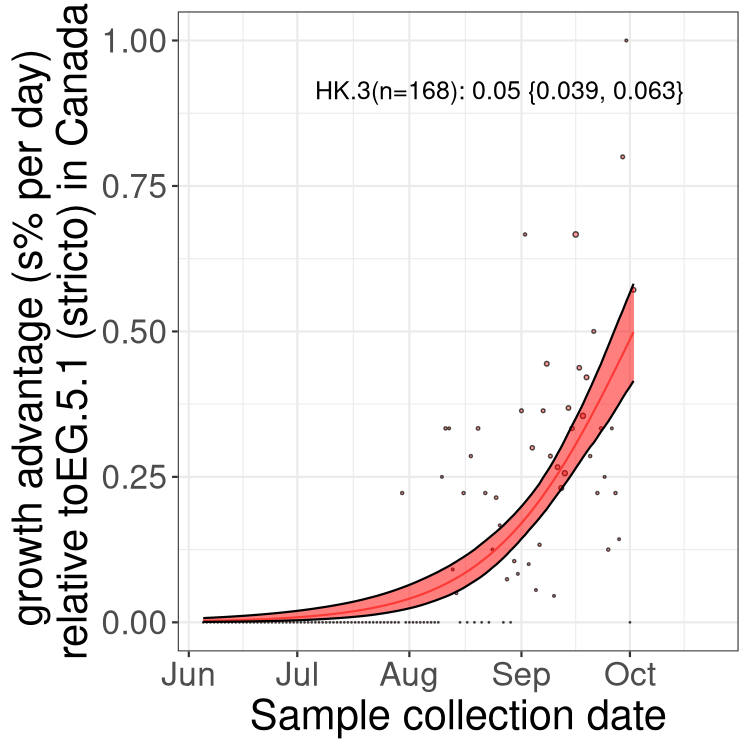 growth advantage (s% per day)
relative toEG.5.1 (stricto) in Canada
1.00
0.75
0.50
0.25
0.00
HK.3(n=168): 0.05 {0.039, 0.063}
Jun Jul Aug Sep Oct
Sample collection date